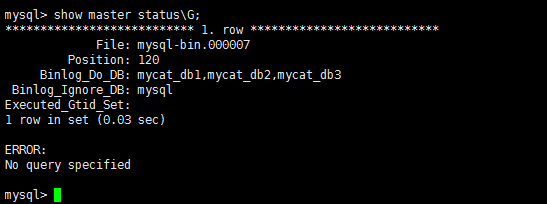 mysql> show master status\G;
*************************** 1. row ***************************
File: mysql-bin.000007
Position: 120
Binlog_Do_DB: mycat_db1,mycat_db2,mycat_db3
Binlog_Ignore_DB: mysql
Executed_Gtid_Set:
1 row in set (0.03 sec)
ERROR:
No query specified
mysql>